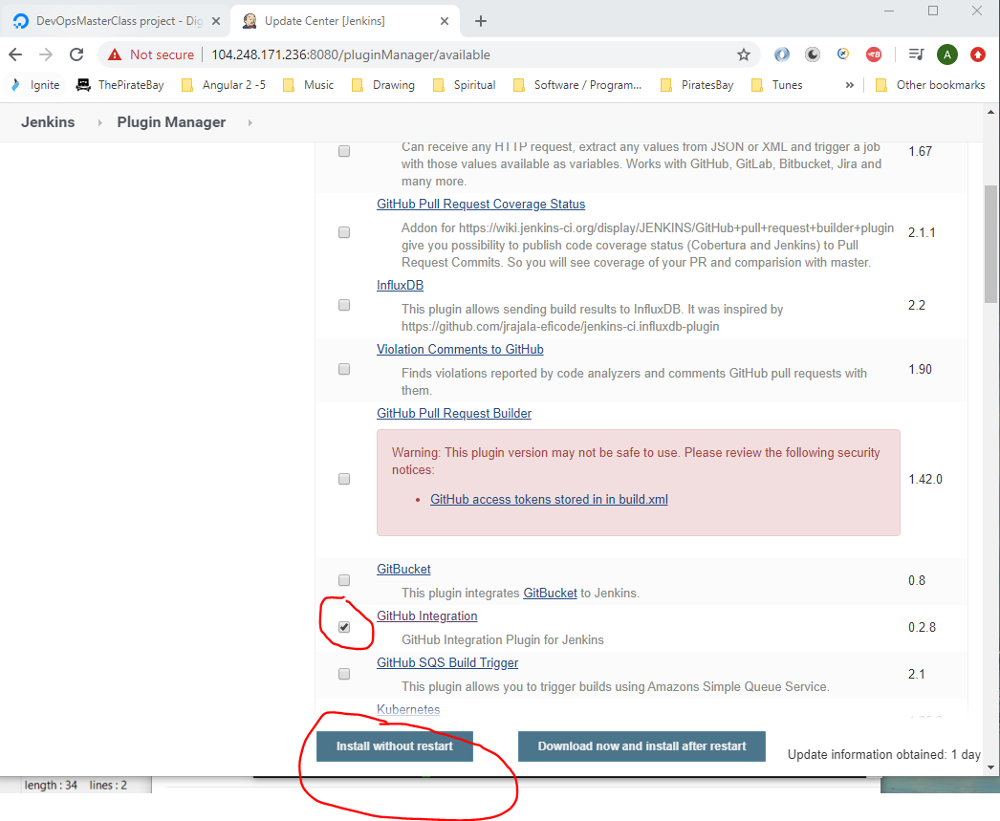 DevOpsMasterClass project - Dig
Update Center [Jenkins]
Not secure
104.248.171.236:8080/pluginManager/available
A
Ignite
ThePirateBay
Angular 2 -5
Music
Drawing
Spiritual
Software / Program...
PiratesBay
Tunes
»
Other bookmarks
Jenkins
Plugin Manager
Can receive any HTTP request, extract any values from JSON or XML and trigger a job
with those values available as variables. Works with GitHub, GitLab, Bitbucket, Jira and
many more.
1.67
GitHub Pull Request Coverage Status
Addon for https://wiki.jenkins-ci.org/display/JENKINS/GitHub+pull+request+builder+plugin
give you possibility to publish code coverage status (Cobertura and Jenkins) to Pull
Request Commits. So you will see coverage of your PR and comparision with master.
2.1.1
InfluxDB
This plugin allows sending build results to InfluxDB. It was inspired by
https://github.com/jrajala-eficode/jenkins-ci.influxdb-plugin
2.2
Violation Comments to GitHub
Finds violations reported by code analyzers and comments GitHub pull requests with
them.
1.90
GitHub Pull Request Builder
Warning: This plugin version may not be safe to use. Please review the following security
notices:
• GitHub access tokens stored in in build.xml
1.42.0
GitBucket
This plugin integrates GitBucket to Jenkins.
0.8
GitHub Integration
GitHub Integration Plugin for Jenkins
0.2.8
GitHub SQS Build Trigger
This plugin allows you to trigger builds using Amazons Simple Queue Service.
2.1
Kubernetes
Install without restart
Download now and install after restart
Update information obtained: 1 day
length : 34 lines : 2